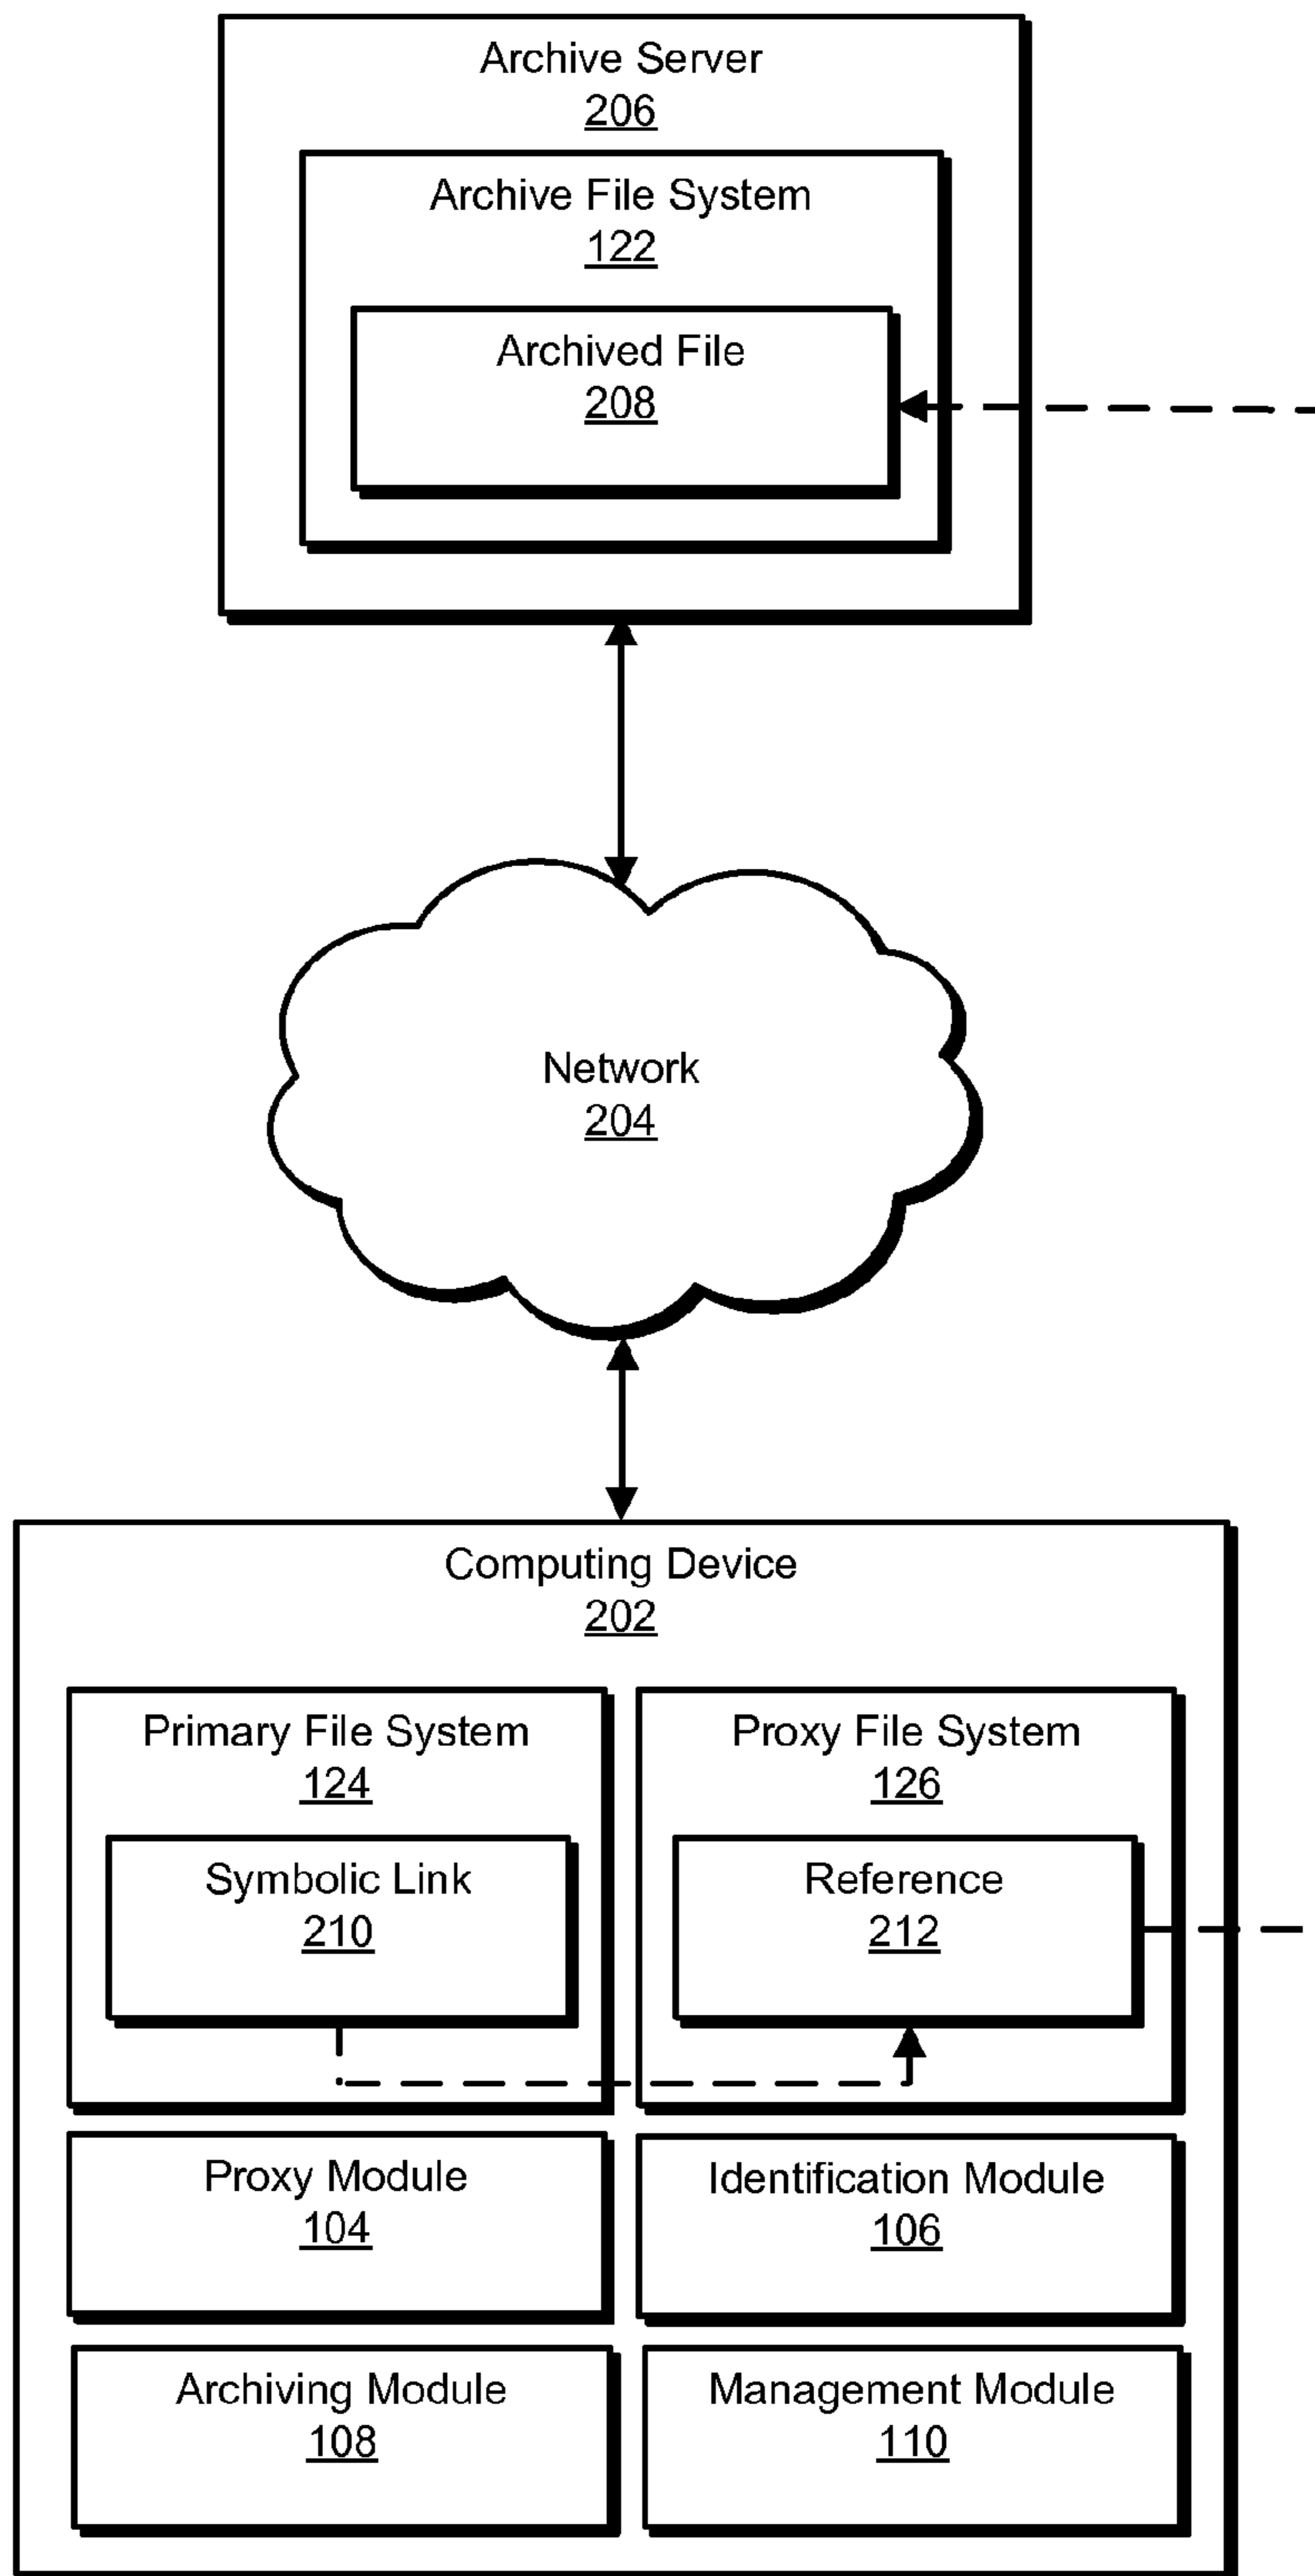 Archive Server
206
Archive File System
122
Archived File
208
Network
204
Computing Device
202
Primary File System
124
Symbolic Link
210
Proxy File System
126
Reference
212
Proxy Module
104
Identification Module
106
Archiving Module
108
Management Module
110